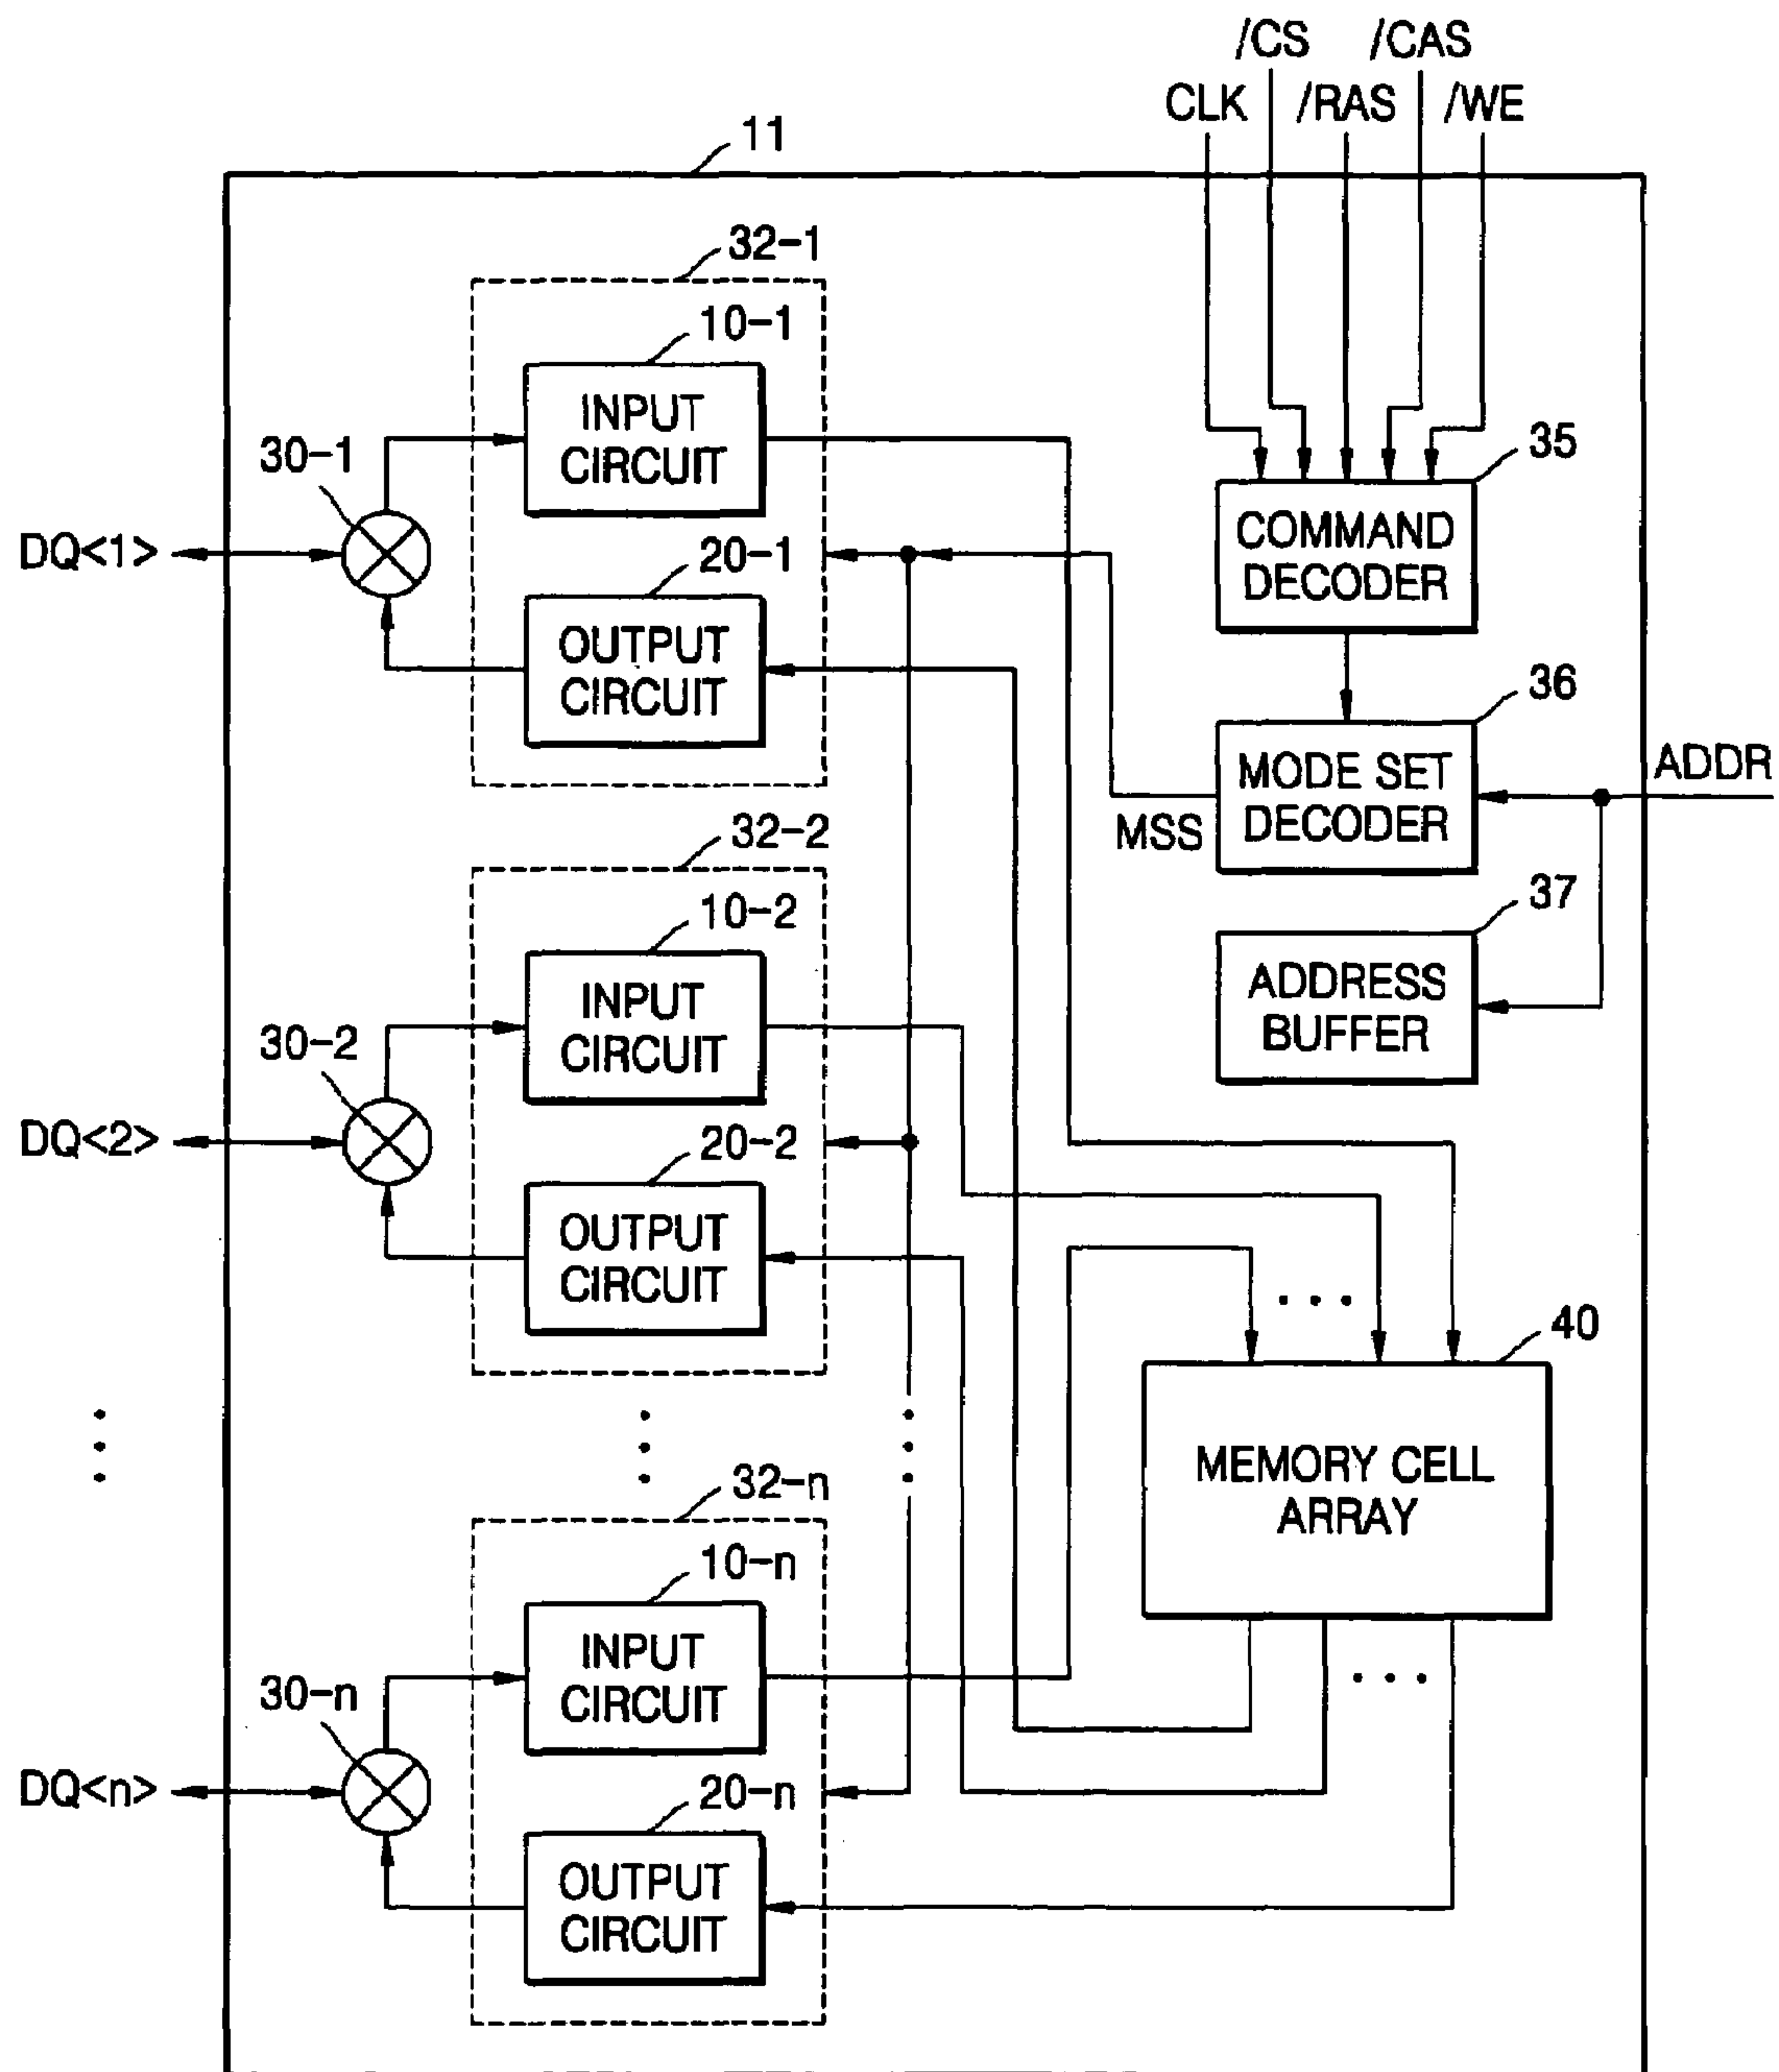 /CS /CAS
CLK /RAS /WE
11
32-1
10-1
INPUT
CIRCUIT
30-1
35
DQ<1>
20-1
COMMAND
DECODER
OUTPUT
CIRCUIT
36
MODE SET
DECODER
ADDR
MSS
32-2
10-2
37
INPUT
CIRCUIT
ADDRESS
BUFFER
30-2
DQ<2>
20-2
OUTPUT
CIRCUIT
40
MEMORY CELL
ARRAY
32-n
10-n
INPUT
CIRCUIT
30-n
DQ<n>
20-n
OUTPUT
CIRCUIT